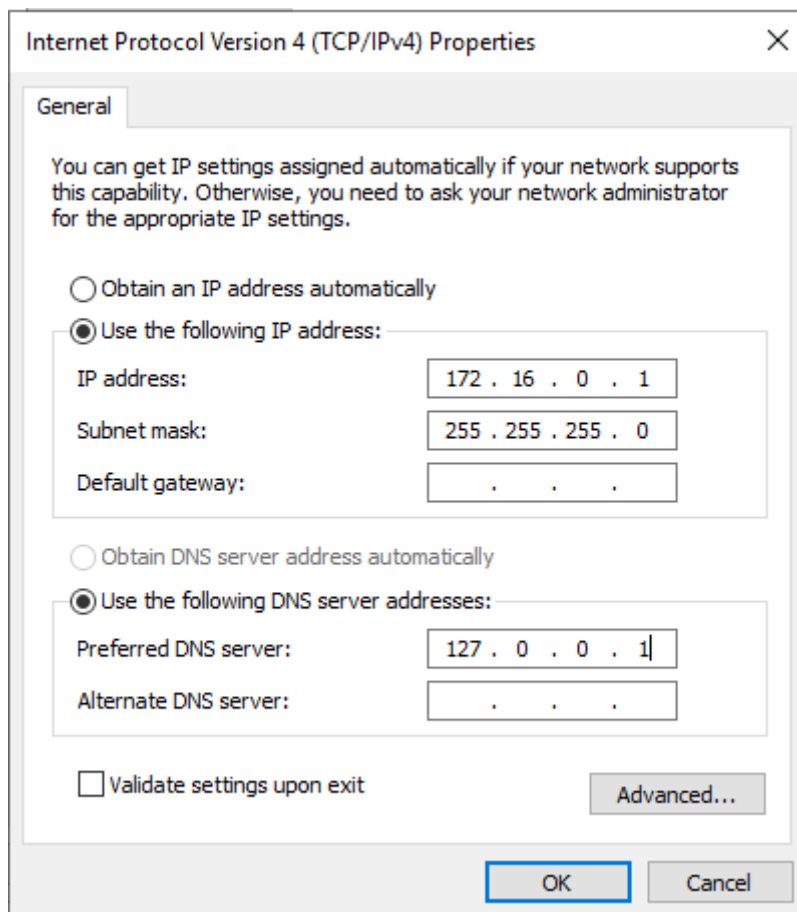 Internet Protocol Version 4 (TCP/IPv4) Properties
General
You can get IP settings assigned automatically if your network supports
this capability. Otherwise, you need to ask your network administrator
for the appropriate IP settings.
Obtain an IP address automatically
Use the following IP address:
IP address: 172 . 16 . 0 . 1
Subnet mask: 255 . 255 . 255 . 0
Default gateway: . . .
Obtain DNS server address automatically
Use the following DNS server addresses:
Preferred DNS server: 127 . 0 . 0 . 1
Alternate DNS server: . . .
Validate settings upon exit
Advanced...
OK Cancel